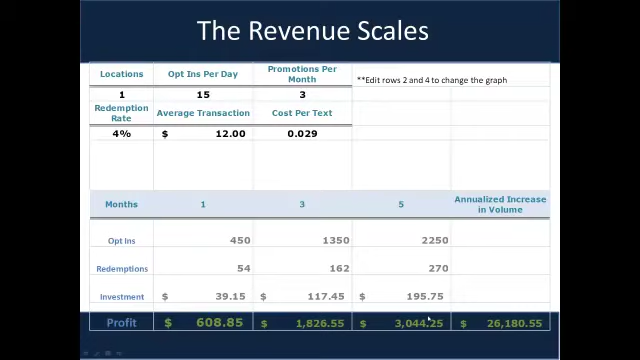 The Revenue Scales
Locations Opt Ins Per Day Promotions Per Month **Edit rows 2 and 4 to change the graph
1 15 3
Redemption Rate Average Transaction Cost Per Text
4% $ 12.00 0.029
Months 1 3 5 Annualized Increase in Volume
Opt Ins 450 1350 2250
Redemptions 54 162 270
Investment $ 39.15 $ 117.45 $ 195.75
Profit $ 608.85 $ 1,826.55 $ 3,044.25 $ 26,180.55